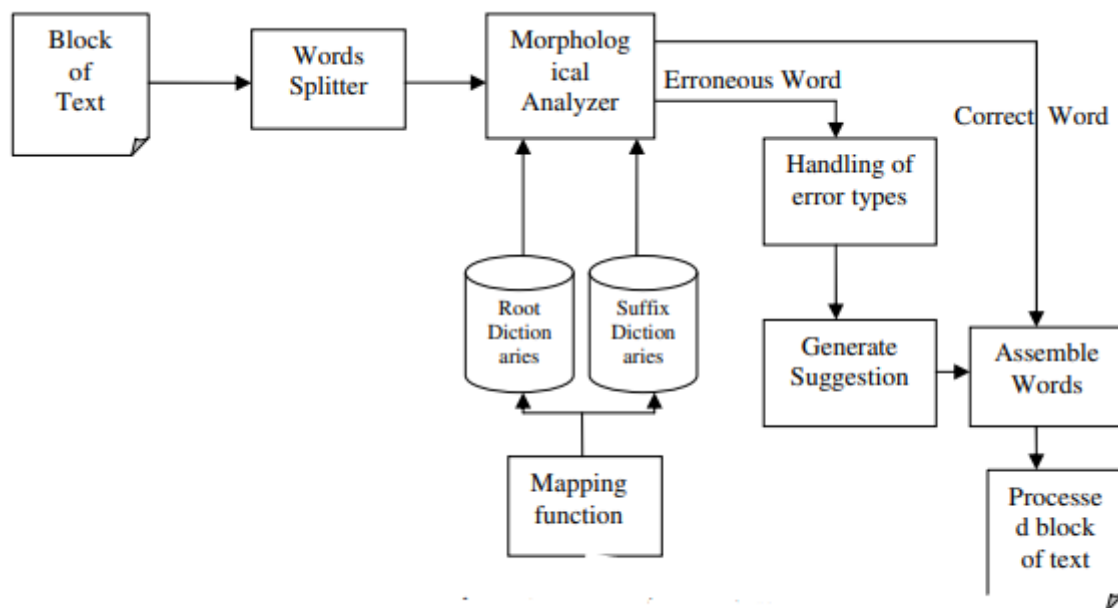 Block
of
Text
Words
Splitter
Morpholog
ical
Analyzer
Erroneous Word
Correct Word
Handling of
error types
Root
Diction
aries
Suffix
Diction
aries
Generate
Suggestion
Assemble
Words
Mapping
function
Processe
d block
of text